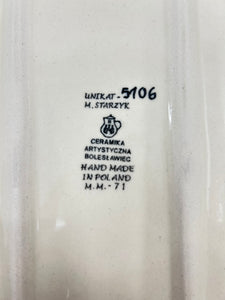 UNIKAT - 5106
M. STARZYK
CERAMIKA
ARTYSTYCZNA
BOLESŁAWIEC
HAND MADE
IN POLAND
M.M. - 71